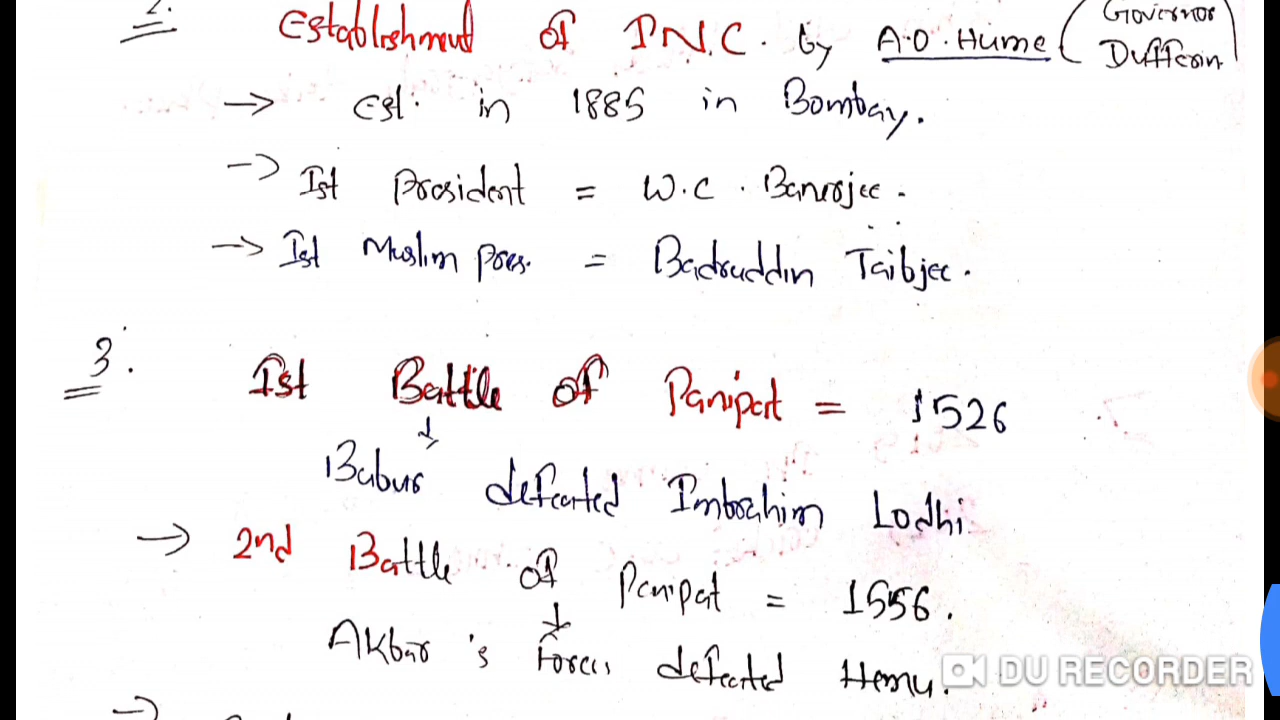 2.
Establishment of I.N.C. by A.O. Hume (Governor Dufferin)
→ Est. in 1885 in Bombay.
→ Ist President = W.C. Banerjee.
→ Ist Muslim Pres. = Badruddin Taibjee.
3. Ist Battle of Panipat = 1526
Babur defeated Imbrahim Lodhi
→ 2nd Battle of Panipat = 1556.
Akbar's Forces defeated Hemu.
DU RECORDER